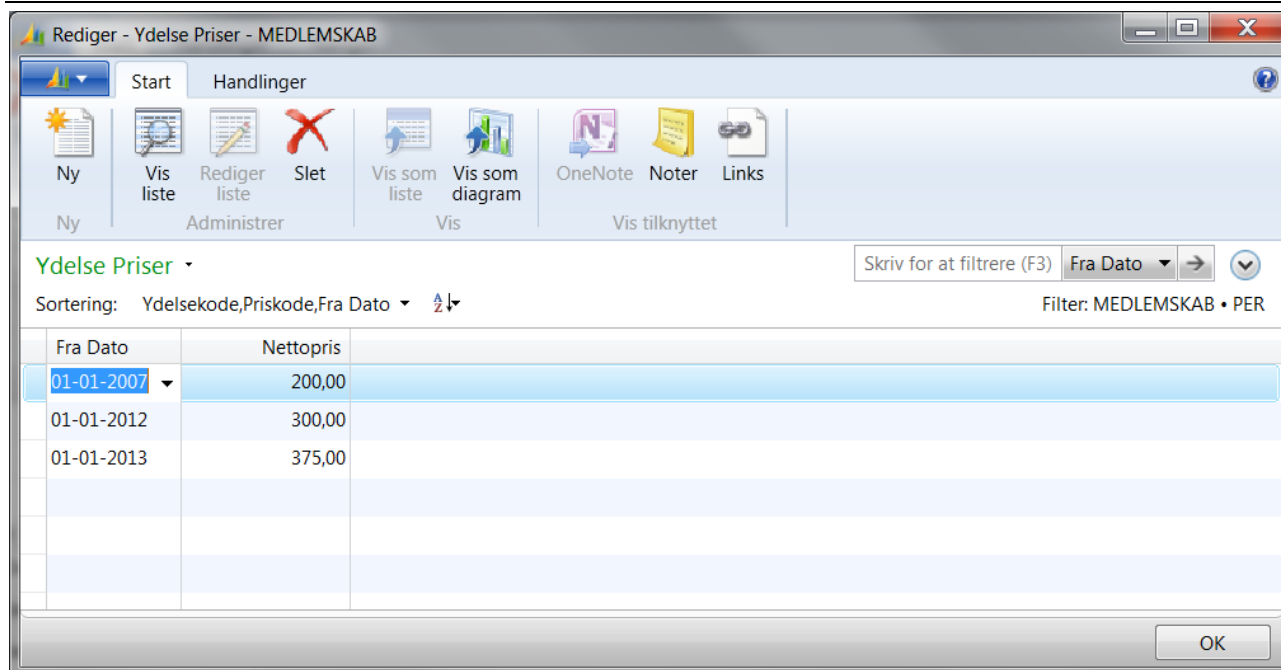 Rediger - Ydelse Priser - MEDLEMSKAB
Start Handlinger
Ny Vis liste Rediger liste Slet Vis som liste Vis som diagram OneNote Noter Links
Ny Administrer Vis Vis tilknyttet
Ydelse Priser Skriv for at filtrere (F3) Fra Dato
Sortering: Ydelsekode,Priskode,Fra Dato Filter: MEDLEMSKAB • PER
Fra Dato Nettopris
01-01-2007 200,00
01-01-2012 300,00
01-01-2013 375,00
OK